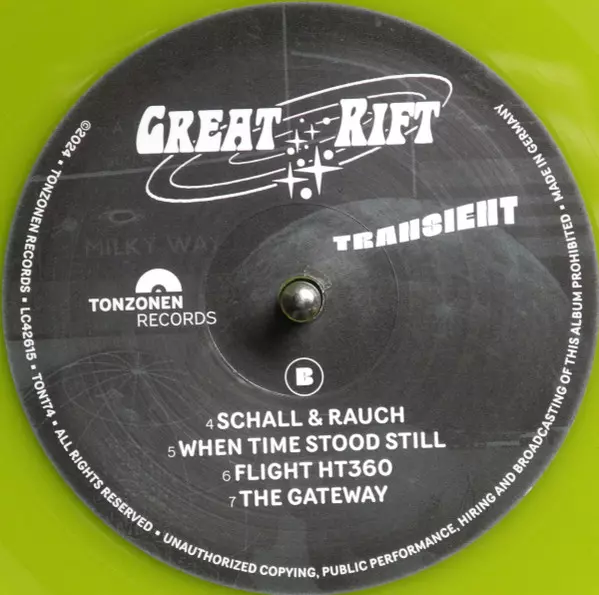 GREAT RIFT
TRANSIENT
MILKY WAY
TONZONEN
RECORDS
B
4 SCHALL & RAUCH
5 WHEN TIME STOOD STILL
6 FLIGHT HT360
7 THE GATEWAY
©2024 • TONZONEN RECORDS • LC42615 • TON174 • ALL RIGHTS RESERVED • UNAUTHORIZED COPYING, PUBLIC PERFORMANCE, HIRING AND BROADCASTING OF THIS ALBUM PROHIBITED • MADE IN GERMANY